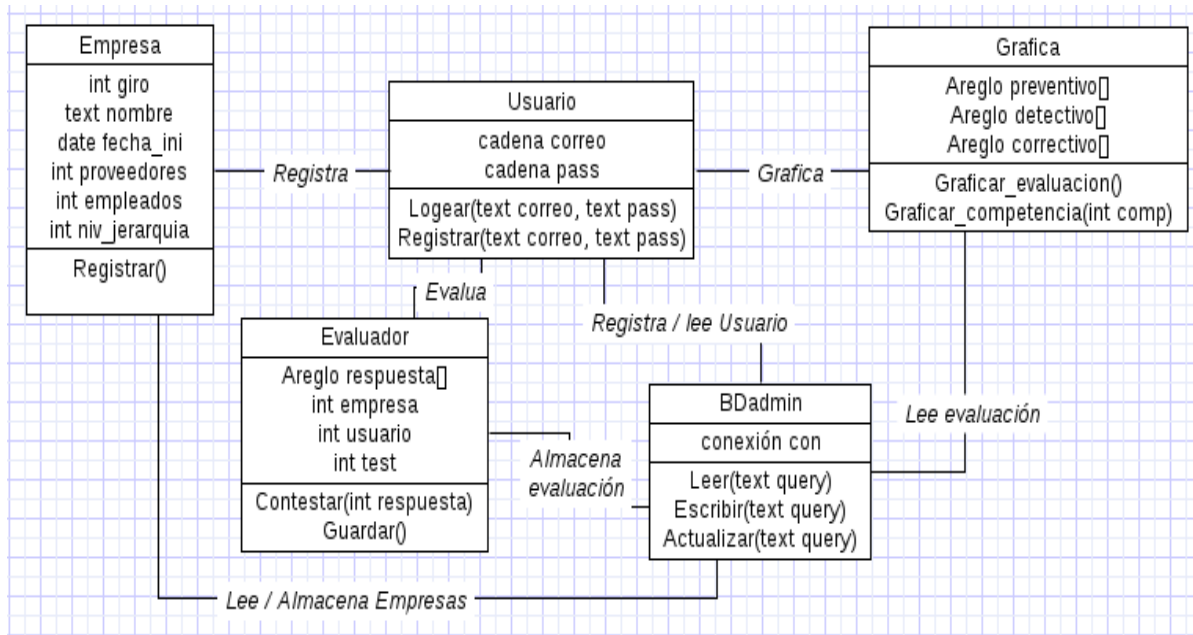 Empresa
int giro
text nombre
date fecha_ini
int proveedores
int empleados
int niv_jerarquia
Registrar()
Registra
Usuario
cadena correo
cadena pass
Logear(text correo, text pass)
Registrar(text correo, text pass)
Grafica
Grafica
Areglo preventivo[]
Areglo detectivo[]
Areglo correctivo[]
Graficar_evaluacion()
Graficar_competencia(int comp)
Evalua
Registra / lee Usuario
Evaluador
Areglo respuesta[]
int empresa
int usuario
int test
Contestar(int respuesta)
Guardar()
Almacena
evaluación
BDadmin
conexión con
Leer(text query)
Escribir(text query)
Actualizar(text query)
Lee evaluación
Lee / Almacena Empresas